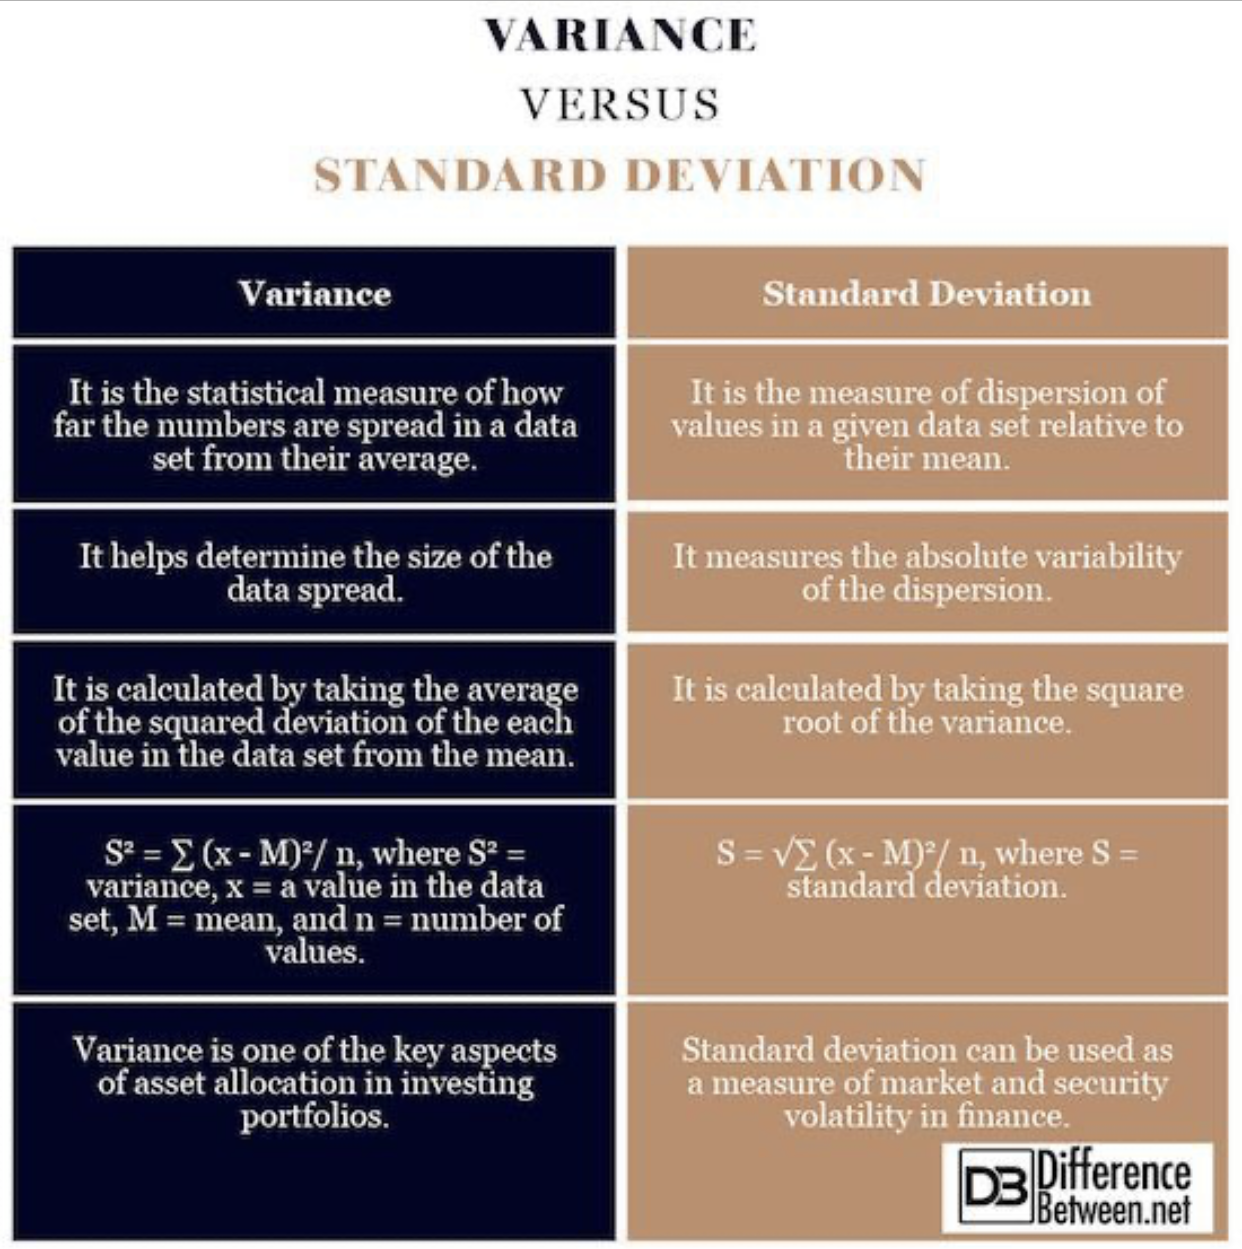 VARIANCE
VERSUS
STANDARD DEVIATION
Variance
Standard Deviation
It is the statistical measure of how
far the numbers are spread in a data
set from their average.
It is the measure of dispersion of
values in a given data set relative to
their mean.
It helps determine the size of the
data spread.
It measures the absolute variability
of the dispersion.
It is calculated by taking the average
of the squared deviation of the each
value in the data set from the mean.
It is calculated by taking the square
root of the variance.
S² = ∑ (x - M)²/ n, where S² =
variance, x = a value in the data
set, M = mean, and n = number of
values.
S = √∑ (x - M)²/ n, where S =
standard deviation.
Variance is one of the key aspects
of asset allocation in investing
portfolios.
Standard deviation can be used as
a measure of market and security
volatility in finance.
DB Difference
Between.net